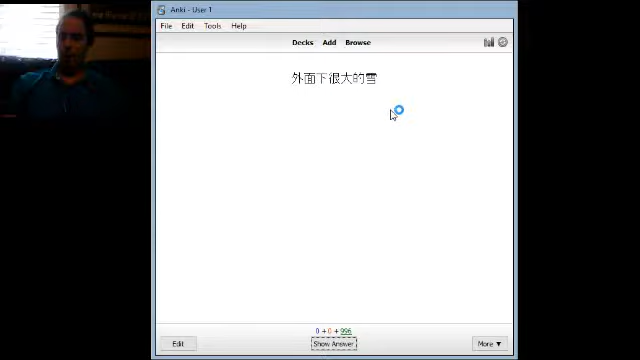 Anki - User 1
File Edit Tools Help
Decks Add Browse
外面下很大的雪
0 + 0 + 996
Edit Show Answer More ▼